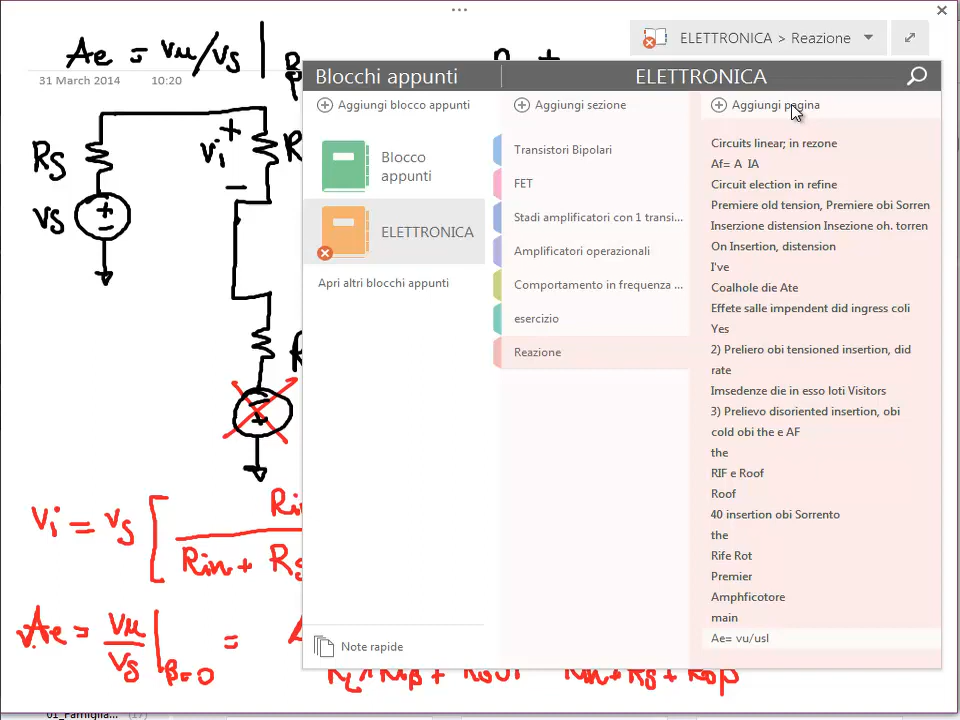 Ae = vu/vs
ELETTRONICA > Reazione
31 March 2014 10:20
Blocchi appunti
ELETTRONICA
Aggiungi blocco appunti
Aggiungi sezione
Aggiungi pagina
Blocco appunti
ELETTRONICA
Apri altri blocchi appunti
Note rapide
Transistori Bipolari
FET
Stadi amplificatori con 1 transi...
Amplificatori operazionali
Comportamento in frequenza ...
esercizio
Reazione
Circuits linear; in rezone
Af= A IA
Circuit election in refine
Premiere old tension, Premiere obi Sorren
Inserzione distension Insezione oh. torren
On Insertion, distension
I've
Coalhole die Ate
Effete salle impendent did ingress coli
Yes
2) Preliero obi tensioned insertion, did
rate
Imsedenze die in esso loti Visitors
3) Prelievo disoriented insertion, obi
cold obi the e AF
the
RIF e Roof
Roof
40 insertion obi Sorrento
the
Rife Rot
Premier
Amphficotore
main
Ae= vu/usl
Rs
vi
+
−
vs
+
−
vi = vs [
Rin + Rs
Ae = vu/vs | β=0 =
01_Famiglia... (17)